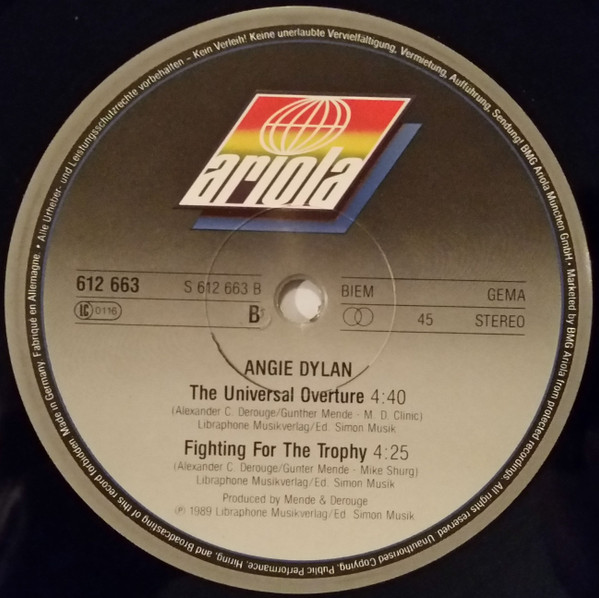 • Alle Urheber- und Leistungsschutzrechte vorbehalten – Kein Verleih! Keine unerlaubte Vervielfältigung, Vermietung, Aufführung, Sendung! BMG Ariola München GmbH • Marketed by BMG Ariola from protected recordings. All rights reserved. Unauthorised Copying, Public Performance, Hiring, and Broadcasting of this record forbidden. Made in Germany. Fabriqué en Allemagne.
ariola
612 663 S 612 663 B BIEM GEMA
LC 0116 B 45 STEREO
ANGIE DYLAN
The Universal Overture 4:40
(Alexander C. Derouge/Gunther Mende - M. D. Clinic)
Libraphone Musikverlag/Ed. Simon Musik
Fighting For The Trophy 4:25
(Alexander C. Derouge/Gunter Mende - Mike Shurg)
Libraphone Musikverlag/Ed. Simon Musik
Produced by Mende & Derouge
℗ 1989 Libraphone Musikverlag/Ed. Simon Musik